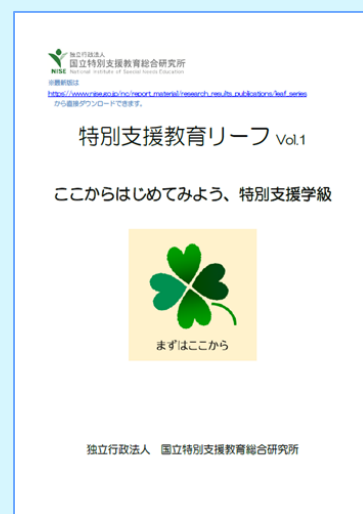 独立行政法人
国立特別支援教育総合研究所
NISE National Institute of Special Needs Education
※最新版は
https://www.nise.go.jp/nc/report_material/research_results_publications/leaf_series
から直接ダウンロードできます。
特別支援教育リーフ Vol.1
ここからはじめてみよう、特別支援学級
まずはここから
独立行政法人 国立特別支援教育総合研究所